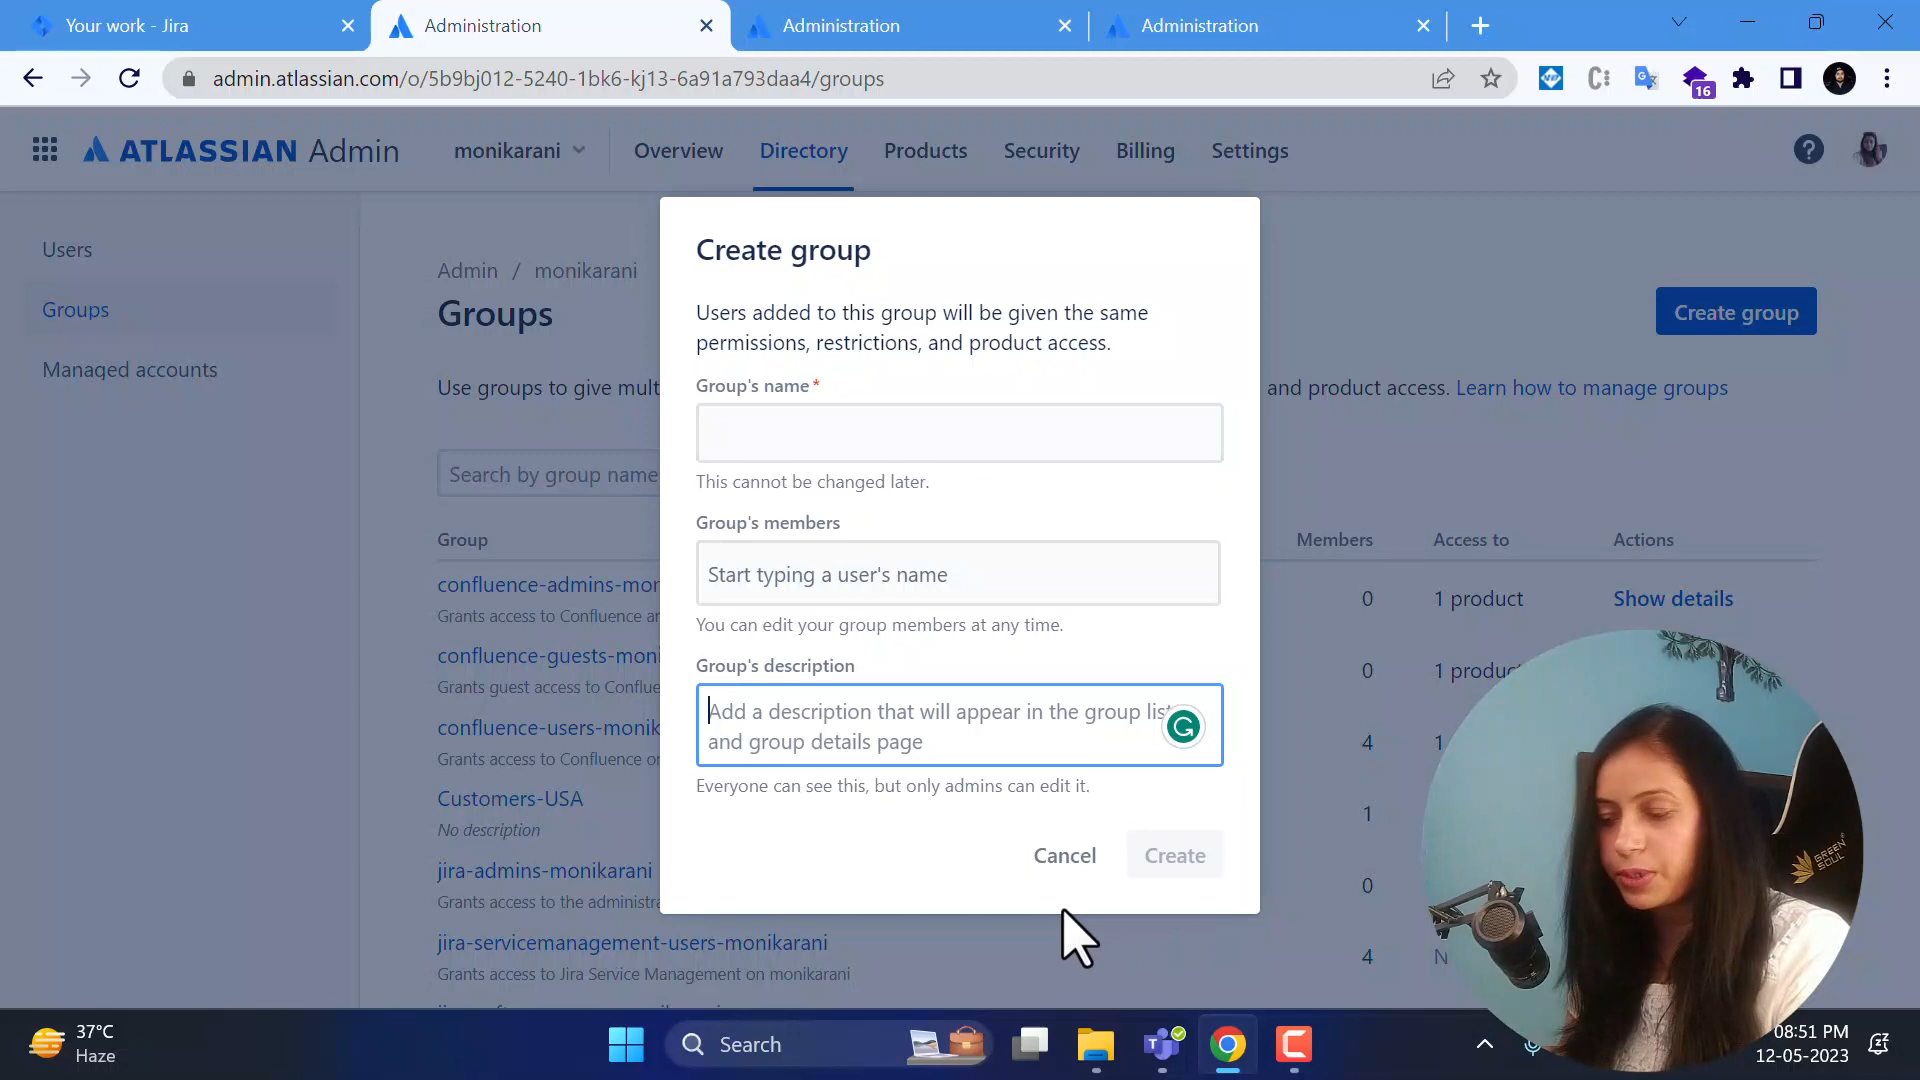 Your work - Jira
Administration
Administration
Administration
admin.atlassian.com/o/5b9bj012-5240-1bk6-kj13-6a91a793daa4/groups
16
ATLASSIAN Admin
monikarani
Overview
Directory
Products
Security
Billing
Settings
Users
Groups
Managed accounts
Admin / monikarani
Groups
Create group
Use groups to give mult
and product access. Learn how to manage groups
Search by group name
Group
Members
Access to
Actions
confluence-admins-mor
Grants access to Confluence ar
0
1 product
Show details
confluence-guests-moni
Grants guest access to Conflue
0
1 produc
confluence-users-monik
Grants access to Confluence or
4
1
Customers-USA
No description
1
jira-admins-monikarani
Grants access to the administra
0
jira-servicemanagement-users-monikarani
Grants access to Jira Service Management on monikarani
4
N
Create group
Users added to this group will be given the same
permissions, restrictions, and product access.
Group's name*
This cannot be changed later.
Group's members
Start typing a user's name
You can edit your group members at any time.
Group's description
Add a description that will appear in the group list
and group details page
Everyone can see this, but only admins can edit it.
Cancel
Create
GREEN
SOUL
37°C
Haze
Search
08:51 PM
12-05-2023